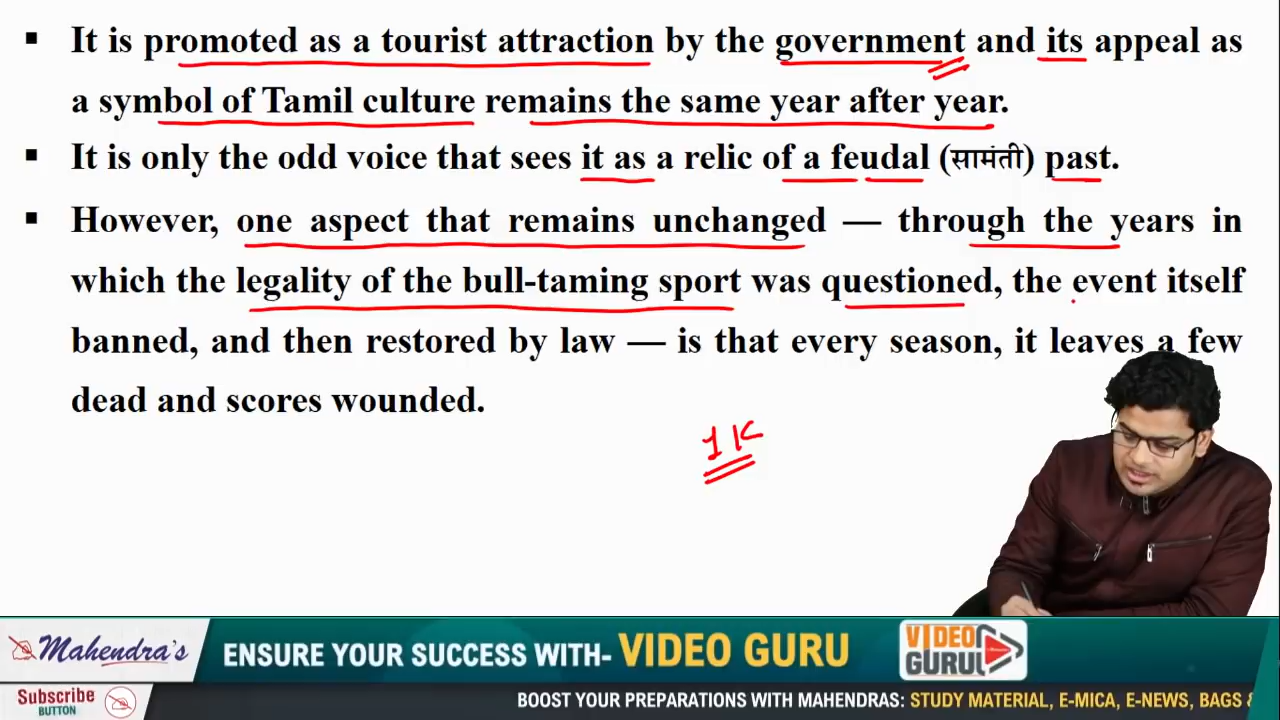 ▪ It is promoted as a tourist attraction by the government and its appeal as
a symbol of Tamil culture remains the same year after year.
▪ It is only the odd voice that sees it as a relic of a feudal (सामंती) past.
▪ However, one aspect that remains unchanged — through the years in
which the legality of the bull-taming sport was questioned, the event itself
banned, and then restored by law — is that every season, it leaves a few
dead and scores wounded.
1K
Mahendra's
ENSURE YOUR SUCCESS WITH- VIDEO GURU
VIDEO
GURU
Subscribe
BUTTON
BOOST YOUR PREPARATIONS WITH MAHENDRAS: STUDY MATERIAL, E-MICA, E-NEWS, BAGS &